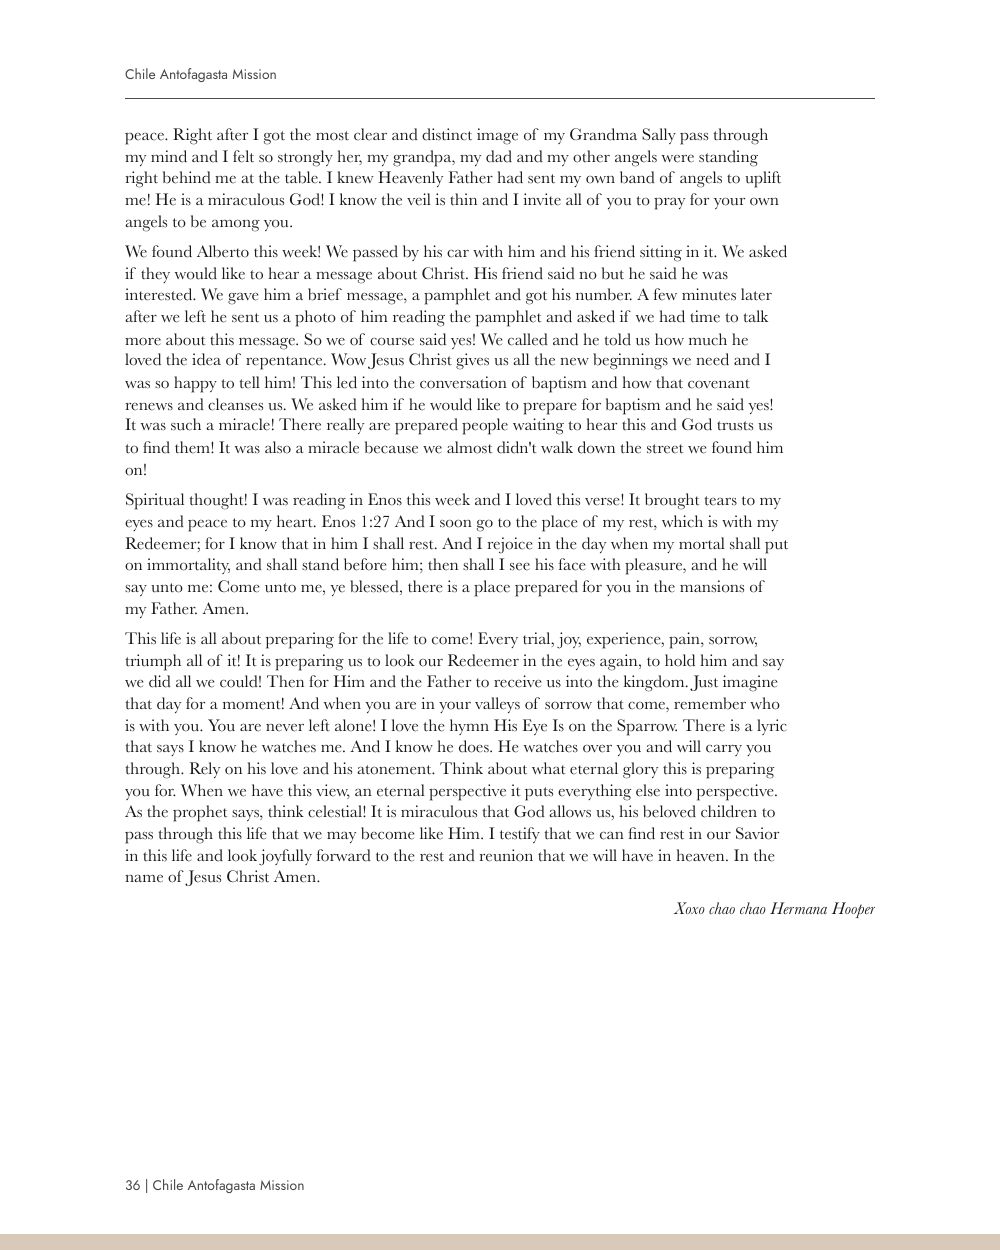 Chile Antofagasta Mission
peace. Right after I got the most clear and distinct image of my Grandma Sally pass through
my mind and I felt so strongly her, my grandpa, my dad and my other angels were standing
right behind me at the table. I knew Heavenly Father had sent my own band of angels to uplift
me! He is a miraculous God! I know the veil is thin and I invite all of you to pray for your own
angels to be among you.
We found Alberto this week! We passed by his car with him and his friend sitting in it. We asked
if they would like to hear a message about Christ. His friend said no but he said he was
interested. We gave him a brief message, a pamphlet and got his number. A few minutes later
after we left he sent us a photo of him reading the pamphlet and asked if we had time to talk
more about this message. So we of course said yes! We called and he told us how much he
loved the idea of repentance. Wow Jesus Christ gives us all the new beginnings we need and I
was so happy to tell him! This led into the conversation of baptism and how that covenant
renews and cleanses us. We asked him if he would like to prepare for baptism and he said yes!
It was such a miracle! There really are prepared people waiting to hear this and God trusts us
to find them! It was also a miracle because we almost didn't walk down the street we found him
on!
Spiritual thought! I was reading in Enos this week and I loved this verse! It brought tears to my
eyes and peace to my heart. Enos 1:27 And I soon go to the place of my rest, which is with my
Redeemer; for I know that in him I shall rest. And I rejoice in the day when my mortal shall put
on immortality, and shall stand before him; then shall I see his face with pleasure, and he will
say unto me: Come unto me, ye blessed, there is a place prepared for you in the mansions of
my Father. Amen.
This life is all about preparing for the life to come! Every trial, joy, experience, pain, sorrow,
triumph all of it! It is preparing us to look our Redeemer in the eyes again, to hold him and say
we did all we could! Then for Him and the Father to receive us into the kingdom. Just imagine
that day for a moment! And when you are in your valleys of sorrow that come, remember who
is with you. You are never left alone! I love the hymn His Eye Is on the Sparrow. There is a lyric
that says I know he watches me. And I know he does. He watches over you and will carry you
through. Rely on his love and his atonement. Think about what eternal glory this is preparing
you for. When we have this view, an eternal perspective it puts everything else into perspective.
As the prophet says, think celestial! It is miraculous that God allows us, his beloved children to
pass through this life that we may become like Him. I testify that we can find rest in our Savior
in this life and look joyfully forward to the rest and reunion that we will have in heaven. In the
name of Jesus Christ Amen.
Xoxo chao chao Hermana Hooper
36 | Chile Antofagasta Mission